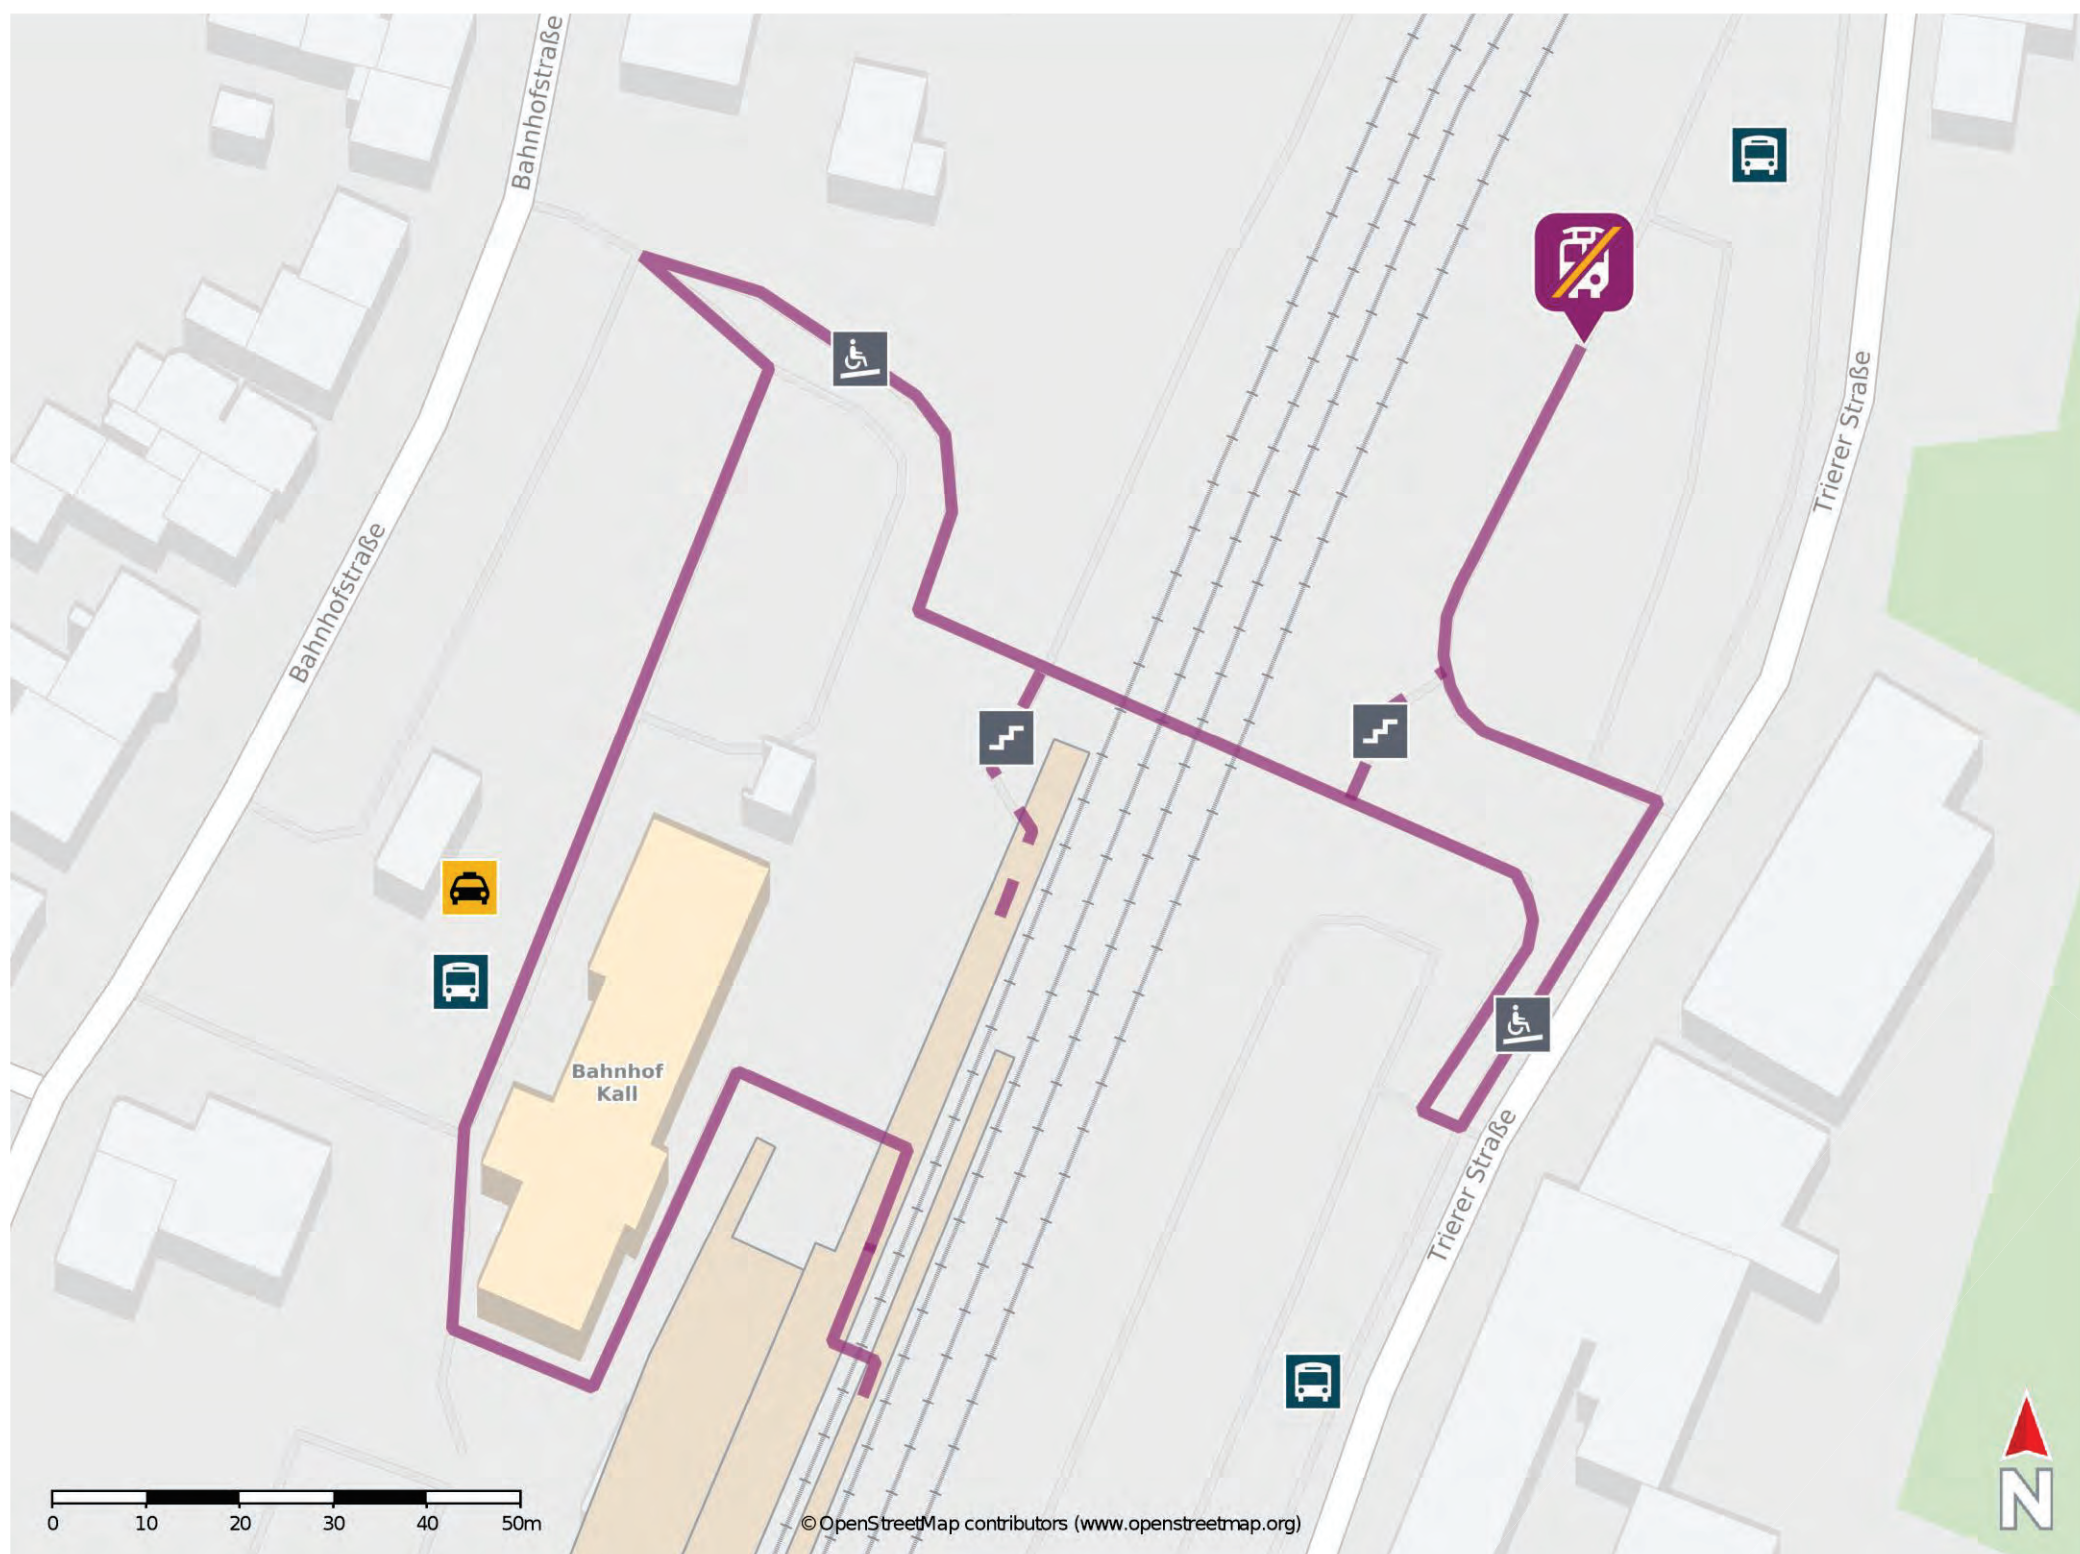 Bahnhofstraße
Trierer Straße
Bahnhofstraße
Bahnhof
Kall
Trierer Straße
0 10 20 30 40 50m
© OpenStreetMap contributors (www.openstreetmap.org)
N